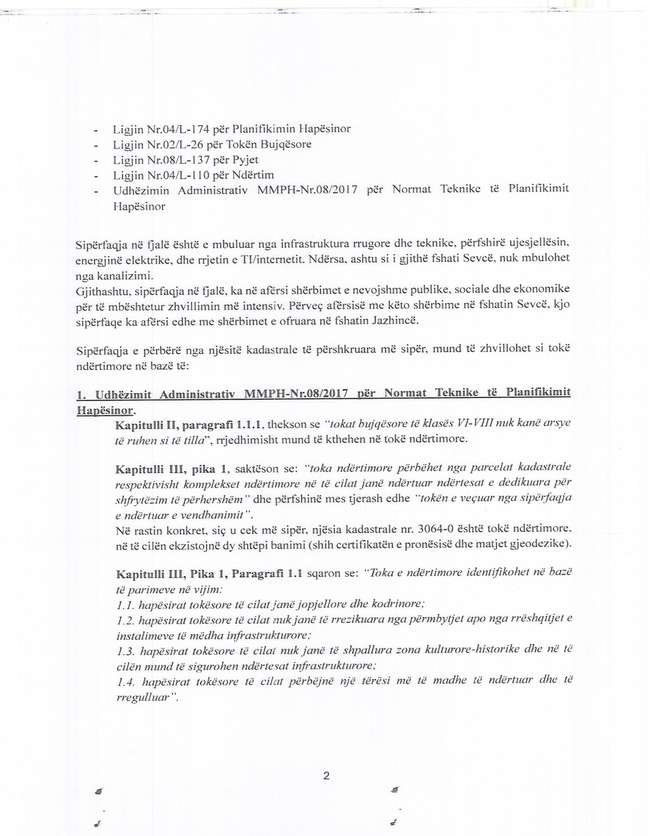 - Ligjin Nr.04/L-174 për Planifikimin Hapësinor
- Ligjin Nr.02/L-26 për Tokën Bujqësore
- Ligjin Nr.08/L-137 për Pyjet
- Ligjin Nr.04/L-110 për Ndërtim
- Udhëzimin Administrativ MMPH-Nr.08/2017 për Normat Teknike të Planifikimit
Hapësinor
Sipërfaqja në fjalë është e mbuluar nga infrastruktura rrugore dhe teknike, përfshirë ujesjellësin,
energjinë elektrike, dhe rrjetin e TI/internetit. Ndërsa, ashtu si i gjithë fshati Sevcë, nuk mbulohet
nga kanalizimi.
Gjithashtu, sipërfaqja në fjalë, ka në afërsi shërbimet e nevojshme publike, sociale dhe ekonomike
për të mbështetur zhvillimin më intensiv. Përveç afërsisë me këto shërbime në fshatin Sevcë, kjo
sipërfaqe ka afërsi edhe me shërbimet e ofruara në fshatin Jazhincë.
Sipërfaqja e përbërë nga njësitë kadastrale të përshkruara më sipër, mund të zhvillohet si tokë
ndërtimore në bazë të:
1. Udhëzimit Administrativ MMPH-Nr.08/2017 për Normat Teknike të Planifikimit
Hapësinor.
Kapitulli II, paragrafi 1.1.1, thekson se “tokat bujqësore të klasës VI-VIII nuk kanë arsye
të ruhen si të tilla”, rrjedhimisht mund të kthehen në tokë ndërtimore.
Kapitulli III, pika 1, saktëson se: “toka ndërtimore përbëhet nga parcelat kadastrale
respektivisht komplekset ndërtimore në të cilat janë ndërtuar ndërtesat e dedikuara për
shfrytëzim të përhershëm” dhe përfshinë mes tjerash edhe “tokën e veçuar nga sipërfaqja
e ndërtuar e vendbanimit”.
Në rastin konkret, siç u cek më sipër, njësia kadastrale nr. 3064-0 është tokë ndërtimore,
në të cilën ekzistojnë dy shtëpi banimi (shih certifikatën e pronësisë dhe matjet gjeodezike).
Kapitulli III, Pika 1, Paragrafi 1.1 sqaron se: “Toka e ndërtimore identifikohet në bazë
të parimeve në vijim:
1.1. hapësirat tokësore të cilat janë jopjellore dhe kodrinore;
1.2. hapësirat tokësore të cilat nuk janë të rrezikuara nga përmbytjet apo nga rrëshqitjet e
instalimeve të mëdha infrastrukturore;
1.3. hapësirat tokësore të cilat nuk janë të shpallura zona kulturore-historike dhe në të
cilën mund të sigurohen ndërtesat infrastrukturore;
1.4. hapësirat tokësore të cilat përbëjnë një tërësi më të madhe të ndërtuar dhe të
rregulluar”.
2